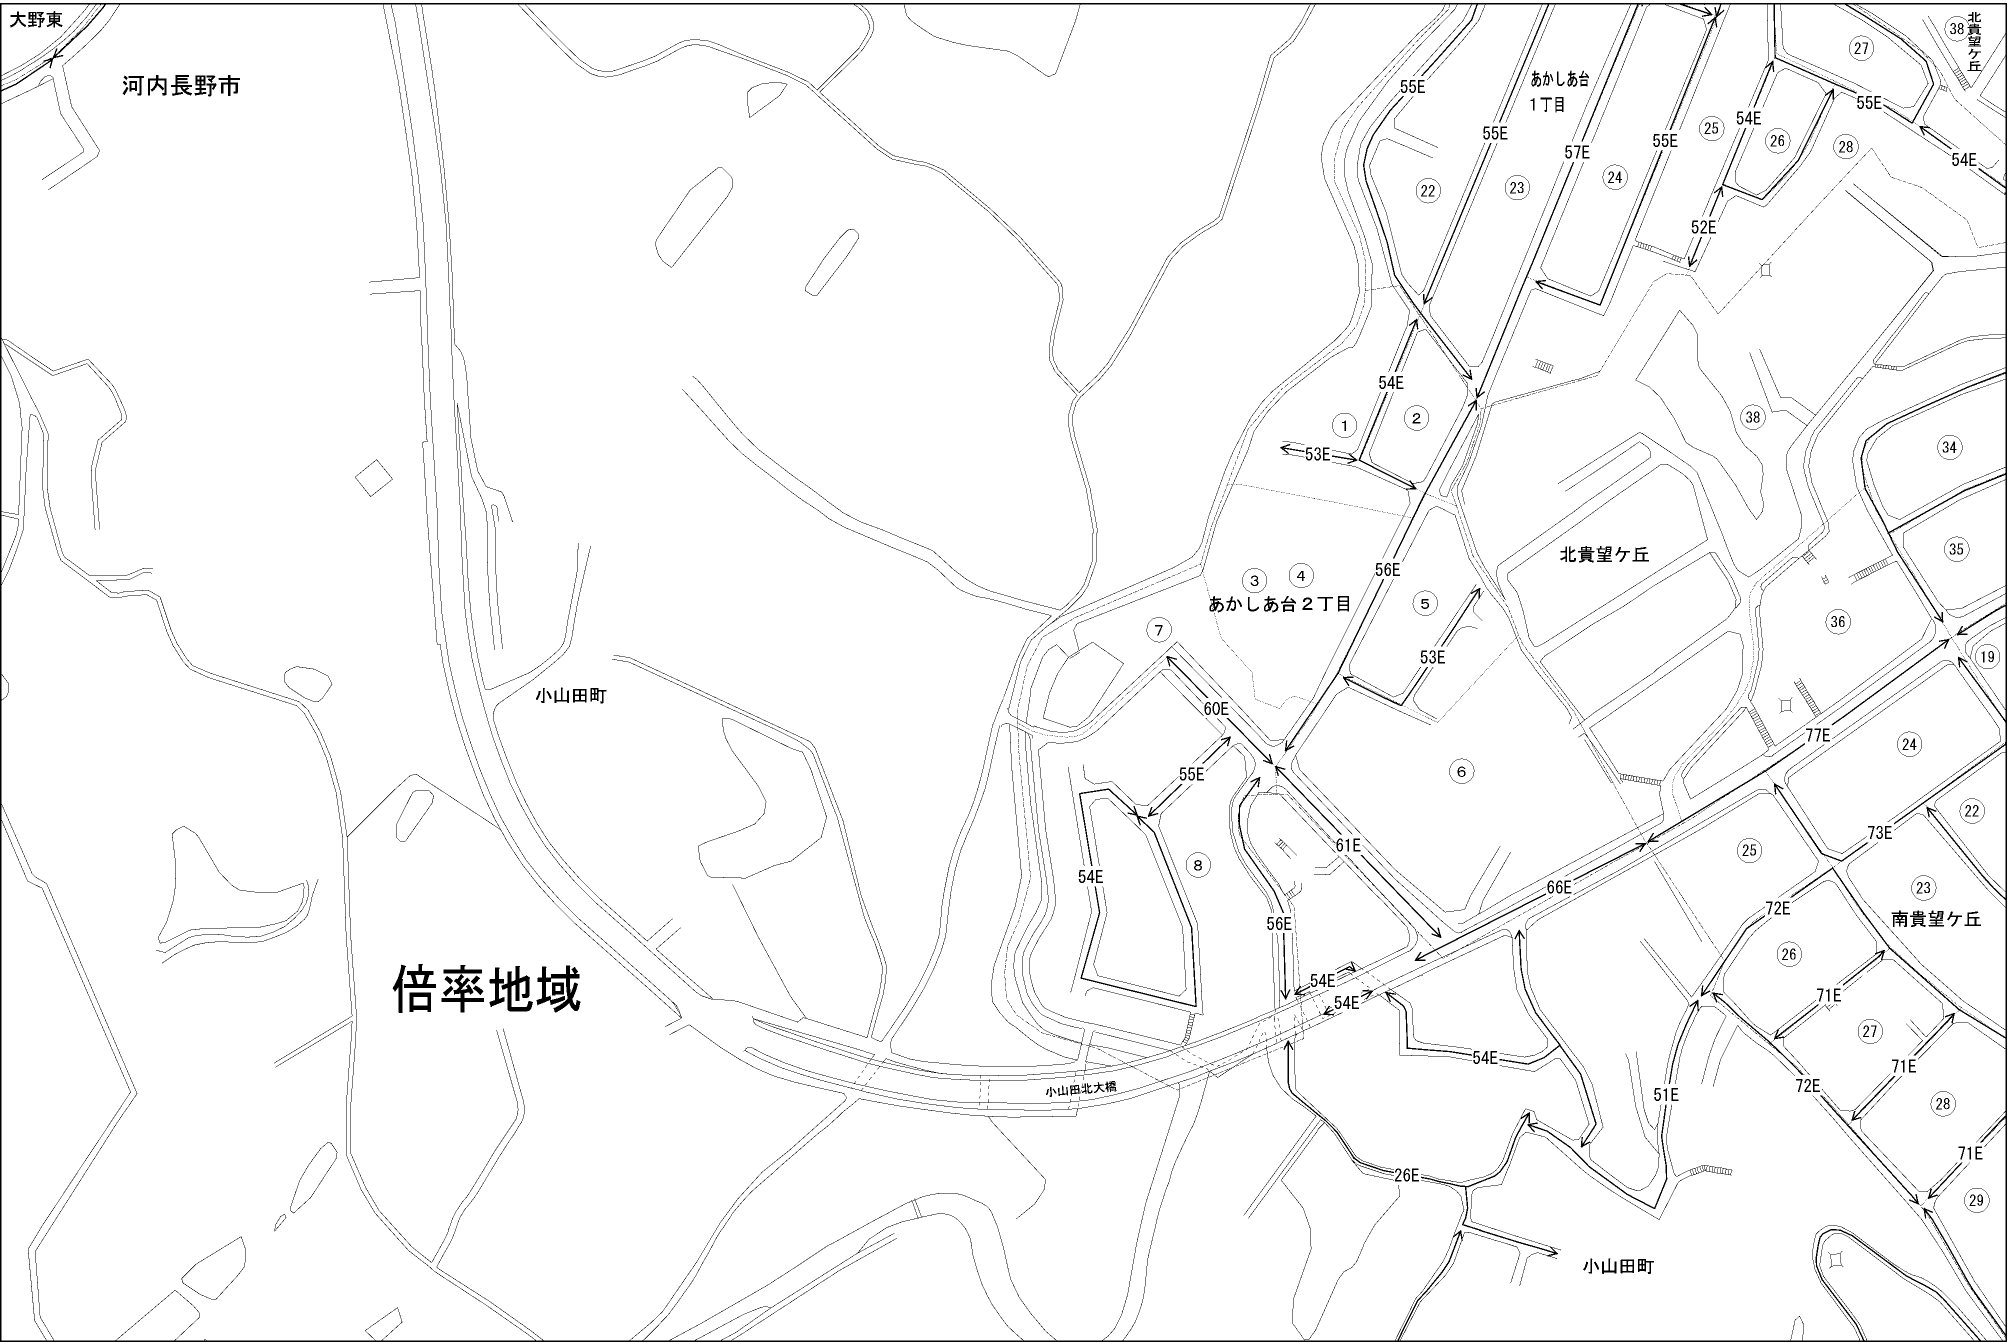 大野東
河内長野市
北貴望ケ丘
38
27
あかしあ台
１丁目
55E
55E
57E
55E
54E
55E
54E
25
26
28
22
23
24
52E
54E
1
2
53E
38
34
35
北貴望ケ丘
56E
3
4
あかしあ台２丁目
5
7
36
53E
19
小山田町
60E
77E
24
55E
6
22
73E
61E
25
8
54E
66E
23
南貴望ケ丘
72E
56E
26
倍率地域
54E
54E
71E
27
54E
71E
72E
小山田北大橋
51E
28
71E
26E
29
小山田町